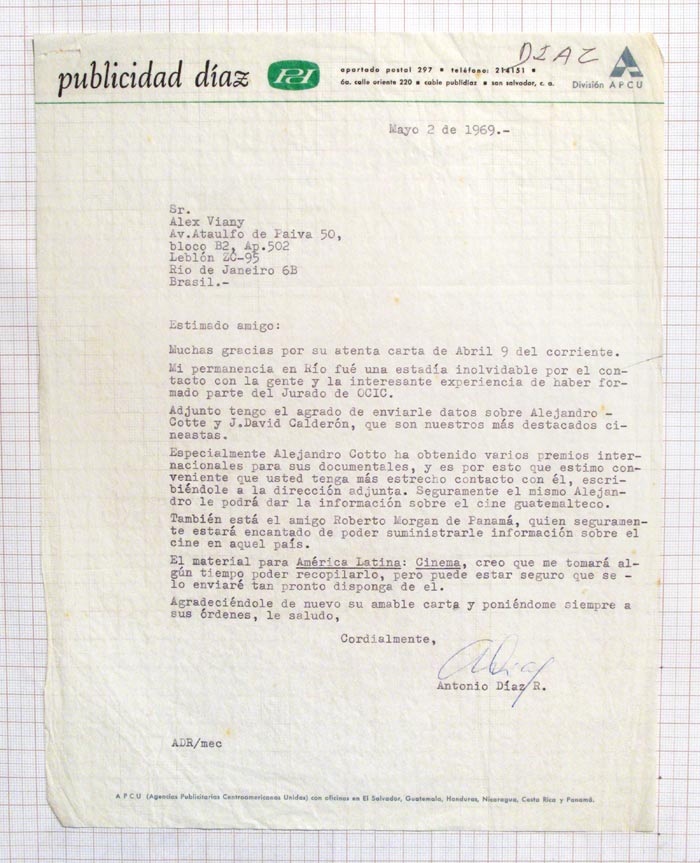 DIAZ
publicidad díaz Pd apartado postal 297 • teléfono: 214151 •
6a. calle oriente 220 • cable publidiaz • san salvador, c. a.
División APCU
Mayo 2 de 1969.-
Sr.
Alex Viany
Av.Ataulfo de Paiva 50,
bloco B2, Ap.502
Leblón ZC-95
Rio de Janeiro 6B
Brasil.-
Estimado amigo:
Muchas gracias por su atenta carta de Abril 9 del corriente.
Mi permanencia en Río fué una estadía inolvidable por el con-
tacto con la gente y la interesante experiencia de haber for-
mado parte del Jurado de OCIC.
Adjunto tengo el agrado de enviarle datos sobre Alejandro -
Cotte y J.David Calderón, que son nuestros más destacados ci-
neastas.
Especialmente Alejandro Cotto ha obtenido varios premios inter-
nacionales para sus documentales, y es por esto que estimo con-
veniente que usted tenga más estrecho contacto con él, escri-
biéndole a la dirección adjunta. Seguramente el mismo Alejan-
dro le podrá dar la información sobre el cine guatemalteco.
También está el amigo Roberto Morgan de Panamá, quien seguramen-
te estará encantado de poder suministrarle información sobre el
cine en aquel país.
El material para América Latina: Cinema, creo que me tomará al-
gún tiempo poder recopilarlo, pero puede estar seguro que se -
lo enviaré tan pronto disponga de el.
Agradeciéndole de nuevo su amable carta y poniéndome siempre a
sus órdenes, le saludo,
Cordialmente,
Antonio Díaz R.
ADR/mec
APCU (Agencias Publicitarias Centroamericanas Unidas) con oficinas en El Salvador, Guatemala, Honduras, Nicaragua, Costa Rica y Panamá.